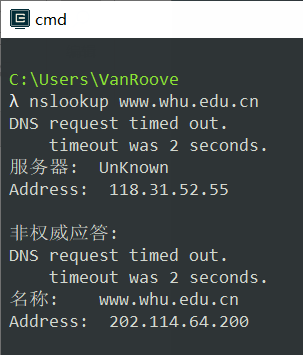 cmd
C:\Users\VanRoove
λ nslookup www.whu.edu.cn
DNS request timed out.
    timeout was 2 seconds.
服务器:  UnKnown
Address:  118.31.52.55
非权威应答:
DNS request timed out.
    timeout was 2 seconds.
名称:    www.whu.edu.cn
Address:  202.114.64.200